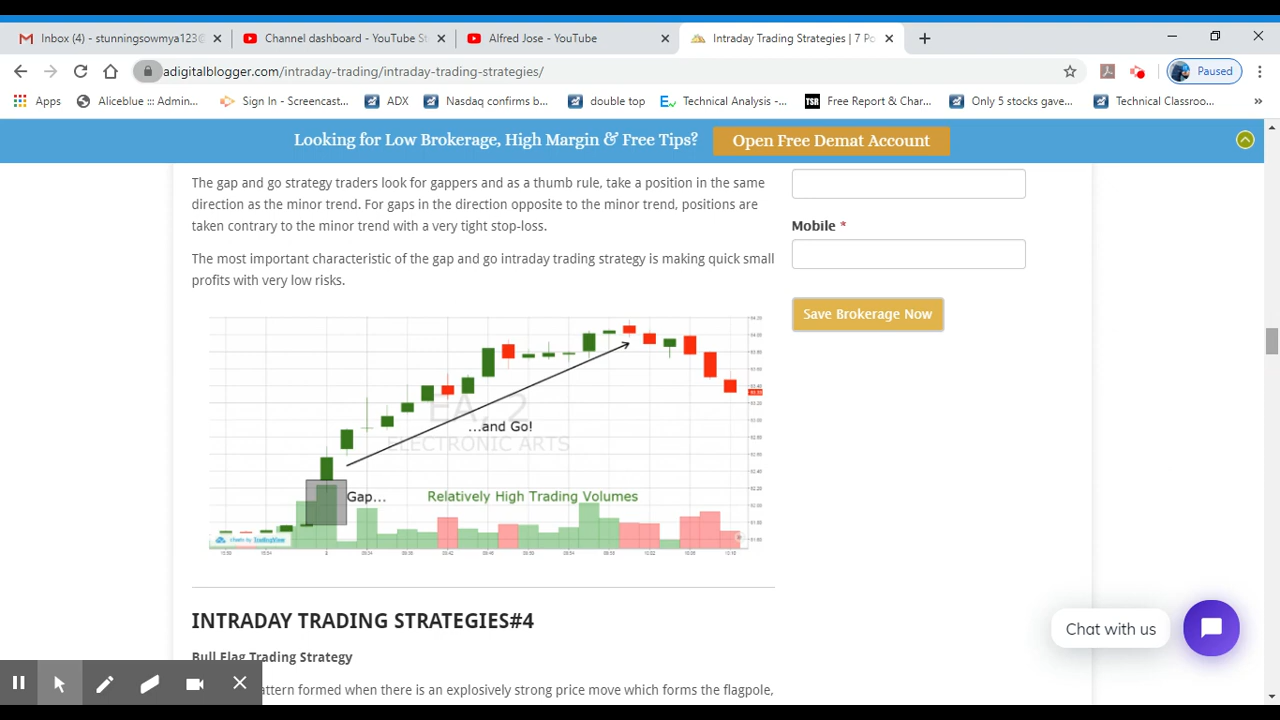 Inbox (4) - stunningsowmya123@
Channel dashboard - YouTube St
Alfred Jose - YouTube
Intraday Trading Strategies | 7 Po
adigitalblogger.com/intraday-trading/intraday-trading-strategies/
Paused
Apps
Aliceblue ::: Admin...
Sign In - Screencast...
ADX
Nasdaq confirms b...
double top
Technical Analysis -...
TSR
Free Report & Char...
Only 5 stocks gave...
Technical Classroo...
»
Looking for Low Brokerage, High Margin & Free Tips?
Open Free Demat Account
The gap and go strategy traders look for gappers and as a thumb rule, take a position in the same
direction as the minor trend. For gaps in the direction opposite to the minor trend, positions are
taken contrary to the minor trend with a very tight stop-loss.
The most important characteristic of the gap and go intraday trading strategy is making quick small
profits with very low risks.
Mobile *
Save Brokerage Now
EA, 2
ELECTRONIC ARTS
...and Go!
Gap...
Relatively High Trading Volumes
charts by TradingView
INTRADAY TRADING STRATEGIES#4
Bull Flag Trading Strategy
attern formed when there is an explosively strong price move which forms the flagpole,
Chat with us